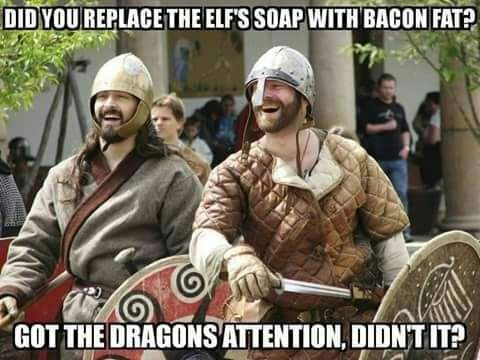 DID YOU REPLACE THE ELF'S SOAP WITH BACON FAT?
GOT THE DRAGONS ATTENTION, DIDN'T IT?